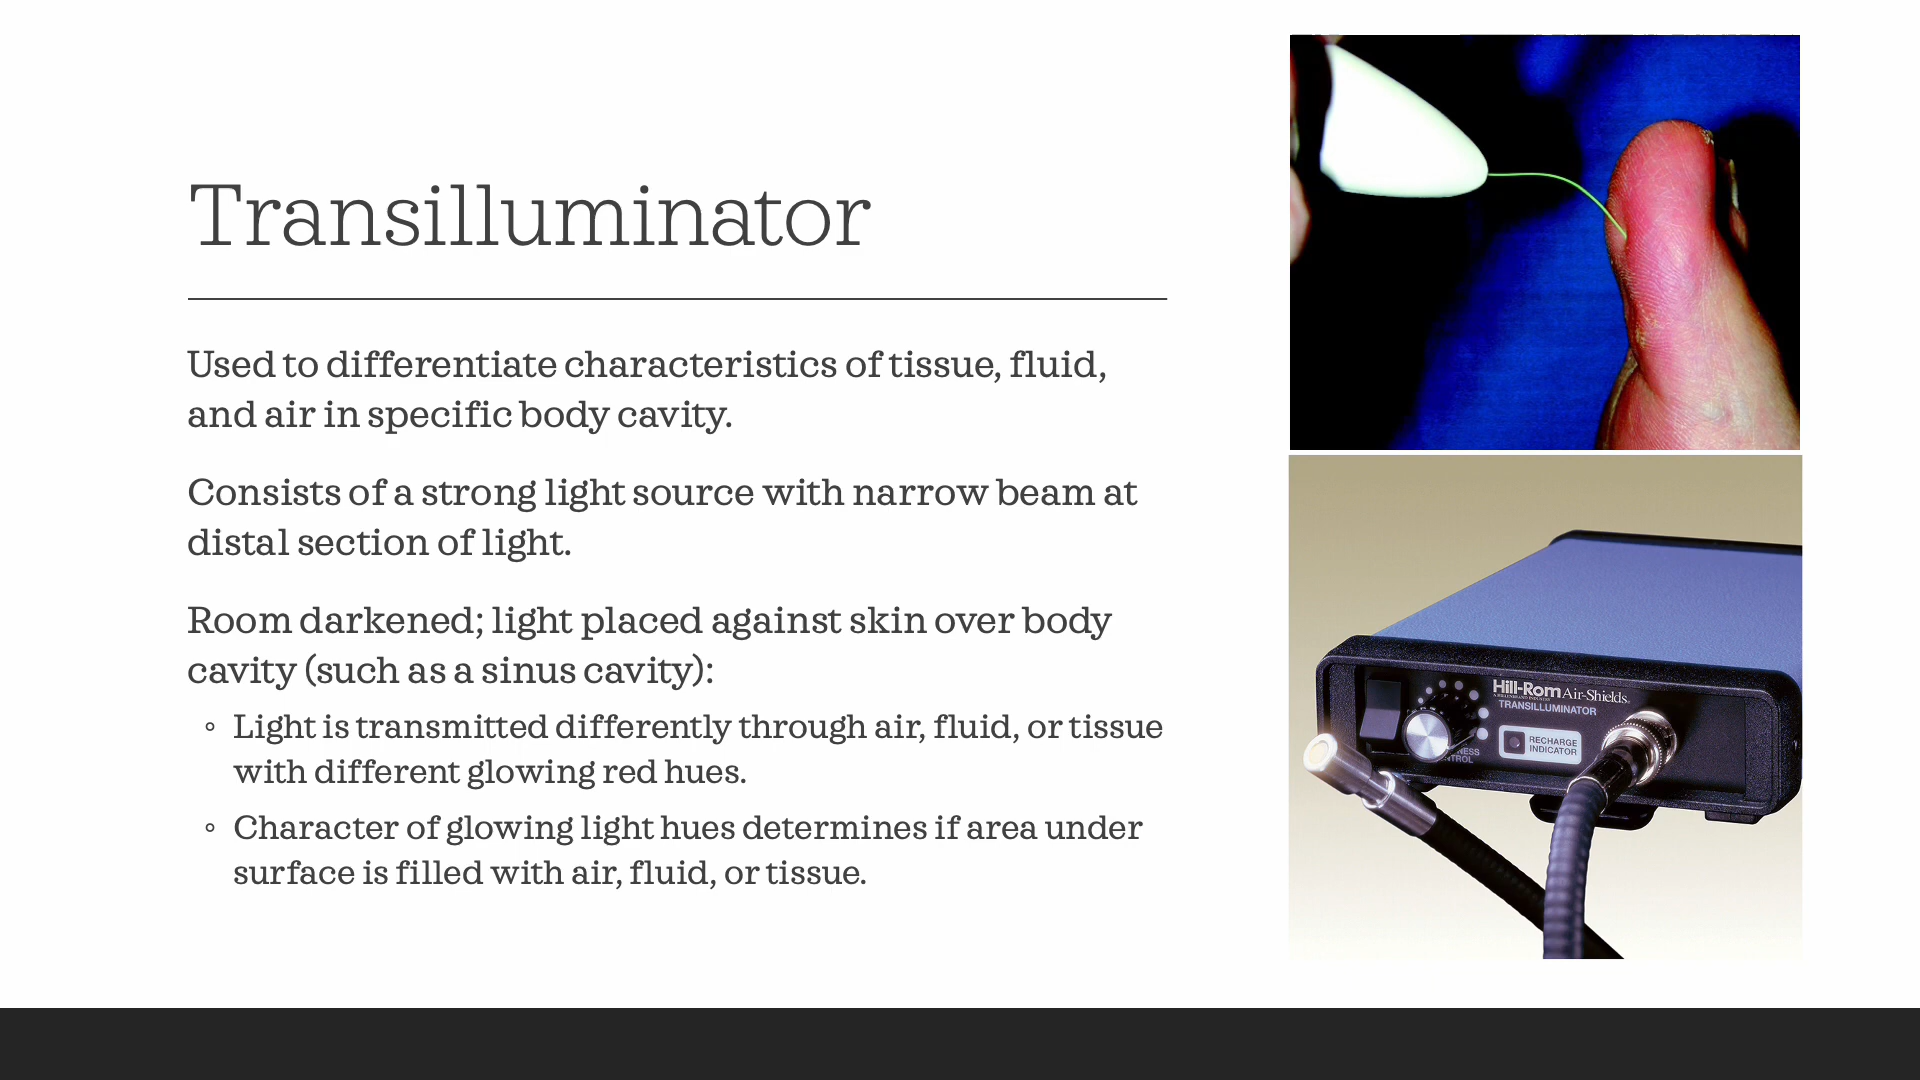 Transilluminator
Used to differentiate characteristics of tissue, fluid,
and air in specific body cavity.
Consists of a strong light source with narrow beam at
distal section of light.
Room darkened; light placed against skin over body
cavity (such as a sinus cavity):
◦ Light is transmitted differently through air, fluid, or tissue
with different glowing red hues.
◦ Character of glowing light hues determines if area under
surface is filled with air, fluid, or tissue.
Hill-Rom Air-Shields
TRANSILLUMINATOR
RECHARGE
INDICATOR